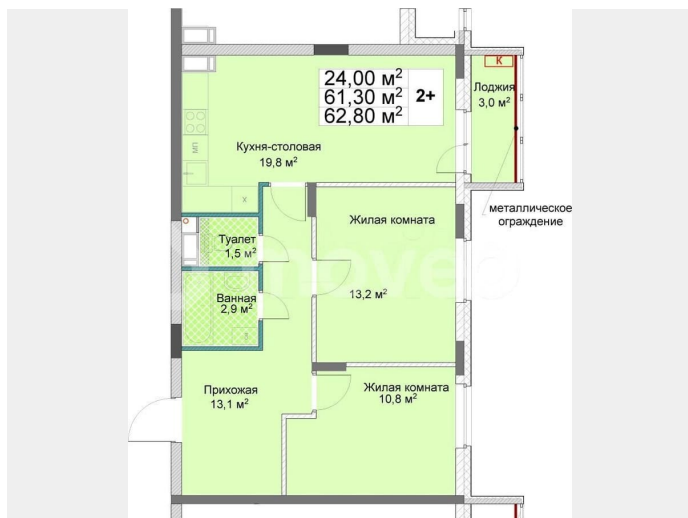 К
24,00 м²
61,30 м²
62,80 м²
2+
Лоджия
3,0 м²
МП
Кухня-столовая
19,8 м²
х
металлическое
ограждение
Жилая комната
13,2 м²
Туалет
1,5 м²
Ванная
2,9 м²
move
Прихожая
13,1 м²
Жилая комната
10,8 м²